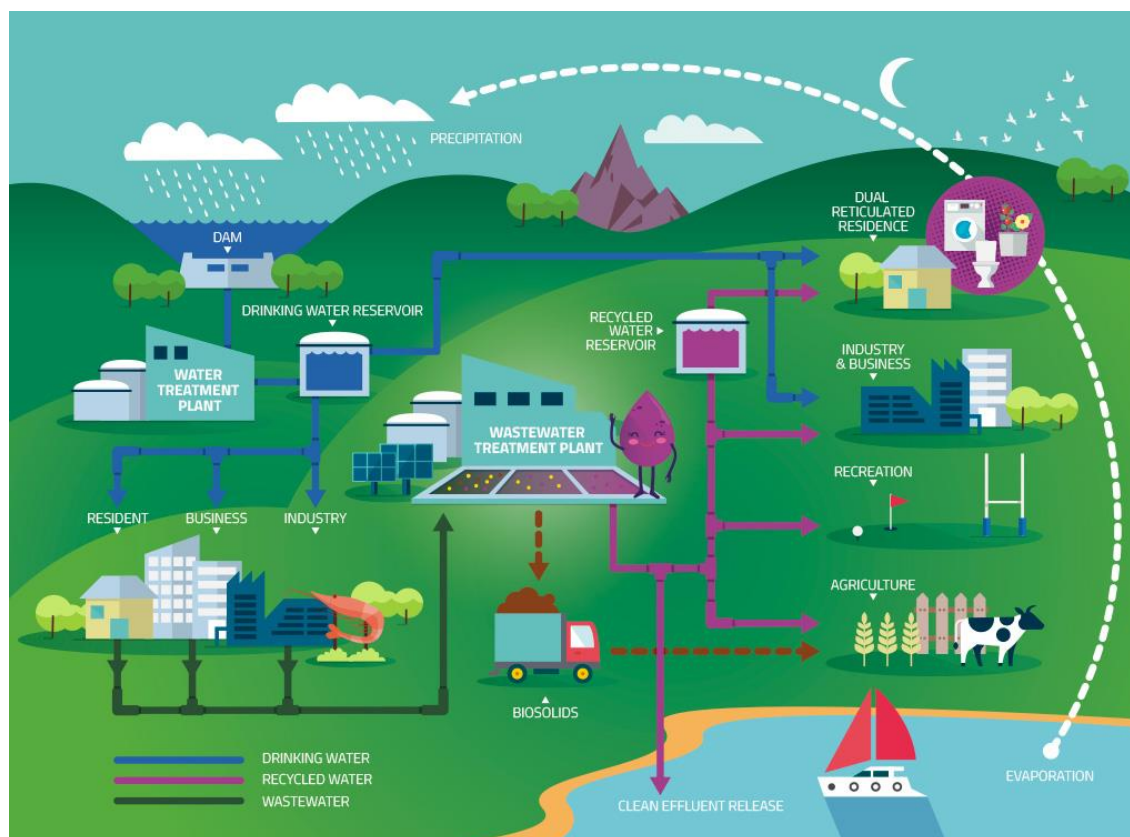 PRECIPITATION
DAM
DRINKING WATER RESERVOIR
WATER
TREATMENT
PLANT
WASTEWATER
TREATMENT PLANT
RECYCLED
WATER
RESERVOIR
DUAL
RETICULATED
RESIDENCE
INDUSTRY
& BUSINESS
RECREATION
AGRICULTURE
RESIDENT
BUSINESS
INDUSTRY
BIOSOLIDS
DRINKING WATER
RECYCLED WATER
WASTEWATER
CLEAN EFFLUENT RELEASE
EVAPORATION